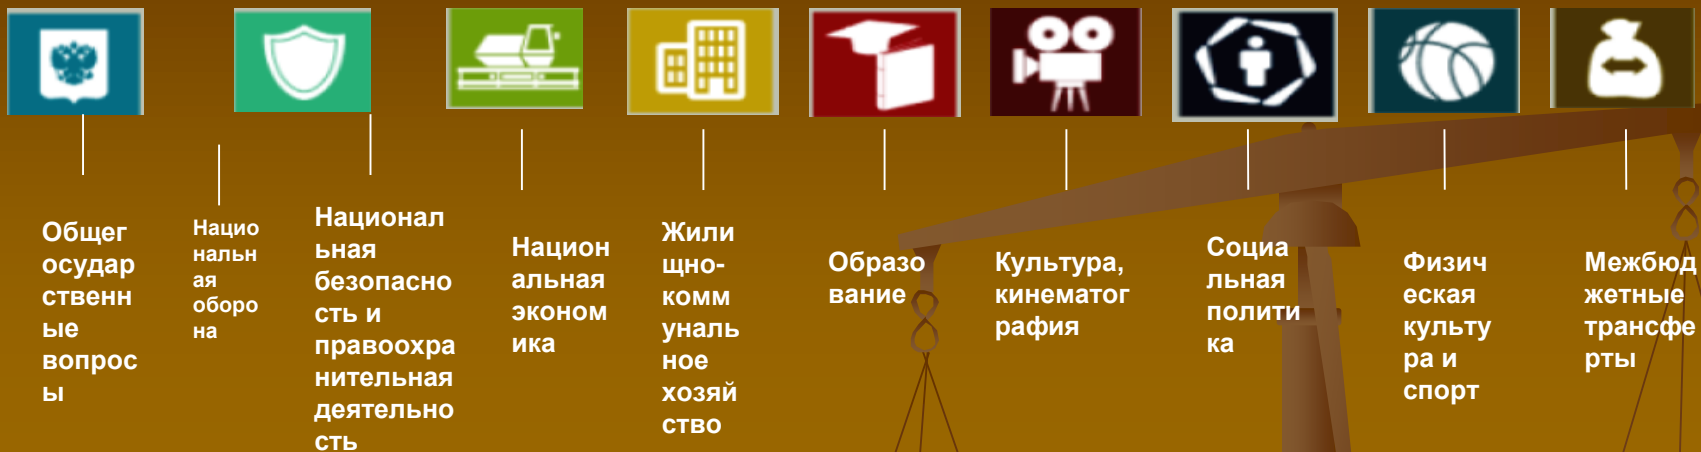 Общег
осудар
ственн
ые
вопрос
ы
Нацио
нальн
ая
оборо
на
Национал
ьная
безопасно
сть и
правоохра
нительная
деятельно
сть
Национ
альная
эконом
ика
Жили
щно-
комм
уналь
ное
хозяй
ство
Образо
вание
Культура,
кинематог
рафия
Социа
льная
полити
ка
Физич
еская
культу
ра и
спорт
Межбюд
жетные
трансфе
рты